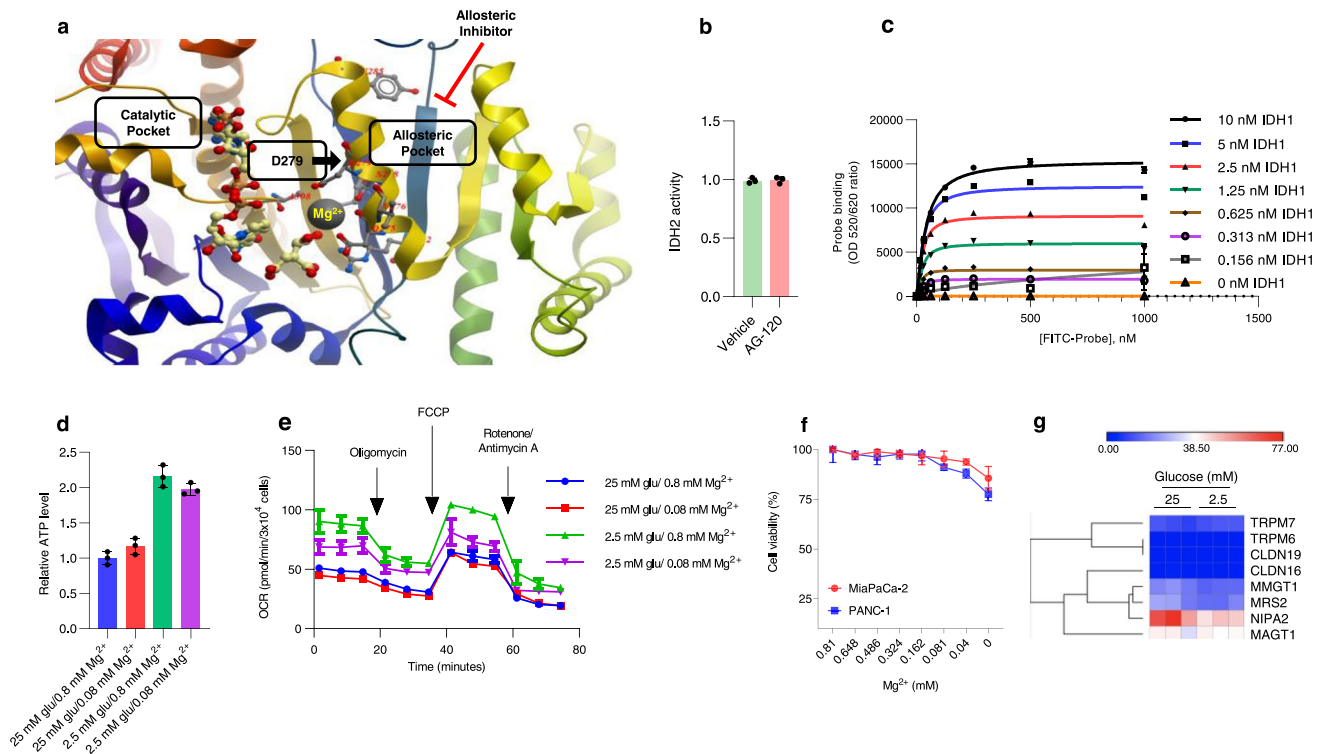 a
Allosteric
Inhibitor
Catalytic
Pocket
D279
Allosteric
Pocket
Mg²⁺
b
IDH2 activity
1.5
1.0
0.5
0.0
Vehicle
AG-120
c
Probe binding
(OD 520/620 ratio)
20000
15000
10000
5000
0
0
500
1000
1500
[FITC-Probe], nM
10 nM IDH1
5 nM IDH1
2.5 nM IDH1
1.25 nM IDH1
0.625 nM IDH1
0.313 nM IDH1
0.156 nM IDH1
0 nM IDH1
d
Relative ATP level
2.5
2.0
1.5
1.0
0.5
0.0
25 mM glu/0.8 mM Mg²⁺
25 mM glu/0.08 mM Mg²⁺
2.5 mM glu/0.8 mM Mg²⁺
2.5 mM glu/0.08 mM Mg²⁺
e
FCCP
Oligomycin
Rotenone/
Antimycin A
OCR (pmol/min/3x10⁴ cells)
150
100
50
0
0
20
40
60
80
Time (minutes)
25 mM glu/ 0.8 mM Mg²⁺
25 mM glu/ 0.08 mM Mg²⁺
2.5 mM glu/ 0.8 mM Mg²⁺
2.5 mM glu/ 0.08 mM Mg²⁺
f
Cell viability (%)
100
75
50
25
MiaPaCa-2
PANC-1
0.81
0.648
0.486
0.324
0.162
0.081
0.04
0
Mg²⁺ (mM)
g
0.00
38.50
77.00
Glucose (mM)
25
2.5
TRPM7
TRPM6
CLDN19
CLDN16
MMGT1
MRS2
NIPA2
MAGT1